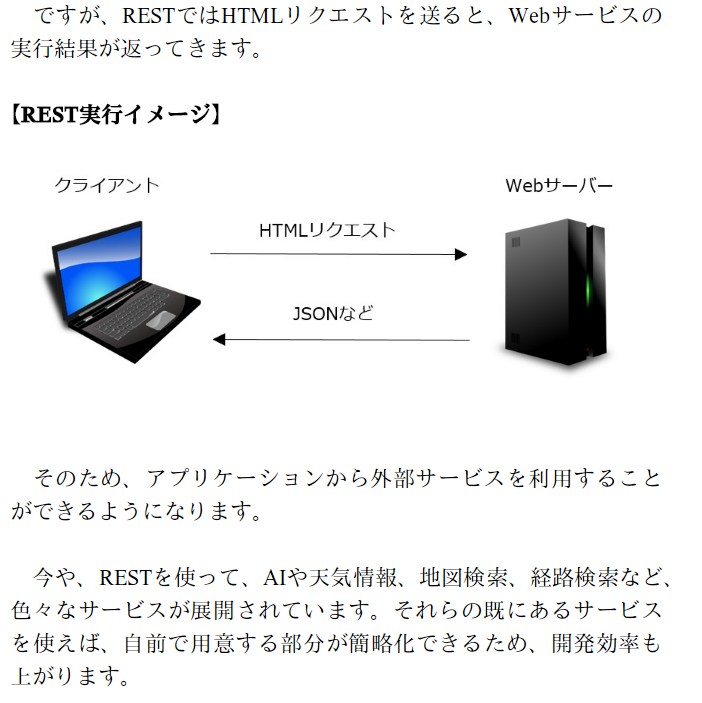 ですが、RESTではHTMLリクエストを送ると、Webサービスの
実行結果が返ってきます。
【REST実行イメージ】
クライアント
Webサーバー
HTMLリクエスト
JSONなど
そのため、アプリケーションから外部サービスを利用すること
ができるようになります。
今や、RESTを使って、AIや天気情報、地図検索、経路検索など、
色々なサービスが展開されています。それらの既にあるサービス
を使えば、自前で用意する部分が簡略化できるため、開発効率も
上がります。